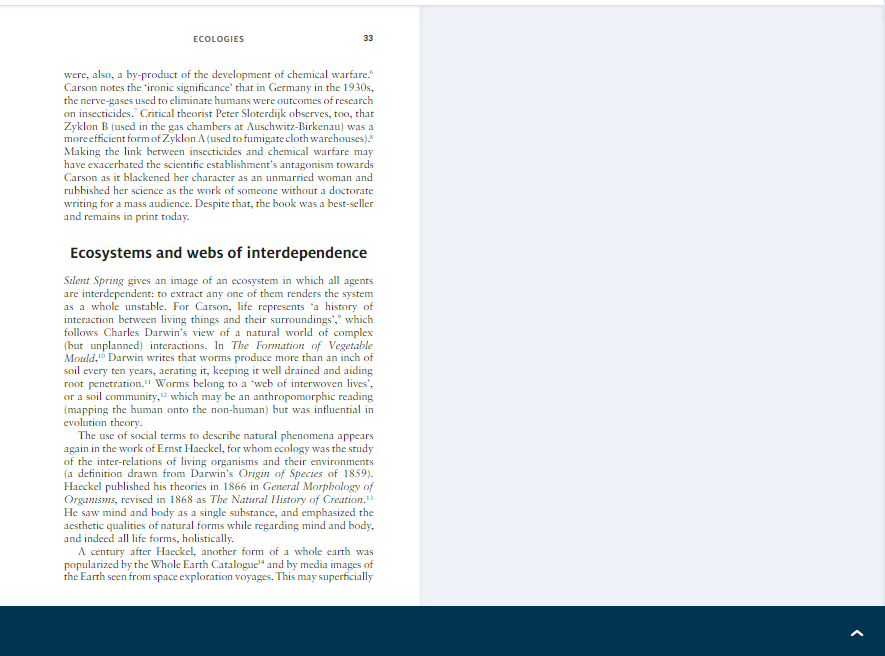 ECOLOGIES 33
were, also, a by-product of the development of chemical warfare.⁶
Carson notes the ‘ironic significance’ that in Germany in the 1930s,
the nerve-gases used to eliminate humans were outcomes of research
on insecticides.⁷ Critical theorist Peter Sloterdijk observes, too, that
Zyklon B (used in the gas chambers at Auschwitz-Birkenau) was a
more efficient form of Zyklon A (used to fumigate cloth warehouses).⁸
Making the link between insecticides and chemical warfare may
have exacerbated the scientific establishment’s antagonism towards
Carson as it blackened her character as an unmarried woman and
rubbished her science as the work of someone without a doctorate
writing for a mass audience. Despite that, the book was a best-seller
and remains in print today.
Ecosystems and webs of interdependence
Silent Spring gives an image of an ecosystem in which all agents
are interdependent: to extract any one of them renders the system
as a whole unstable. For Carson, life represents ‘a history of
interaction between living things and their surroundings’,⁹ which
follows Charles Darwin’s view of a natural world of complex
(but unplanned) interactions. In The Formation of Vegetable
Mould,¹⁰ Darwin writes that worms produce more than an inch of
soil every ten years, aerating it, keeping it well drained and aiding
root penetration.¹¹ Worms belong to a ‘web of interwoven lives’,
or a soil community,¹² which may be an anthropomorphic reading
(mapping the human onto the non-human) but was influential in
evolution theory.
The use of social terms to describe natural phenomena appears
again in the work of Ernst Haeckel, for whom ecology was the study
of the inter-relations of living organisms and their environments
(a definition drawn from Darwin’s Origin of Species of 1859).
Haeckel published his theories in 1866 in General Morphology of
Organisms, revised in 1868 as The Natural History of Creation.¹³
He saw mind and body as a single substance, and emphasized the
aesthetic qualities of natural forms while regarding mind and body,
and indeed all life forms, holistically.
A century after Haeckel, another form of a whole earth was
popularized by the Whole Earth Catalogue¹⁴ and by media images of
the Earth seen from space exploration voyages. This may superficially